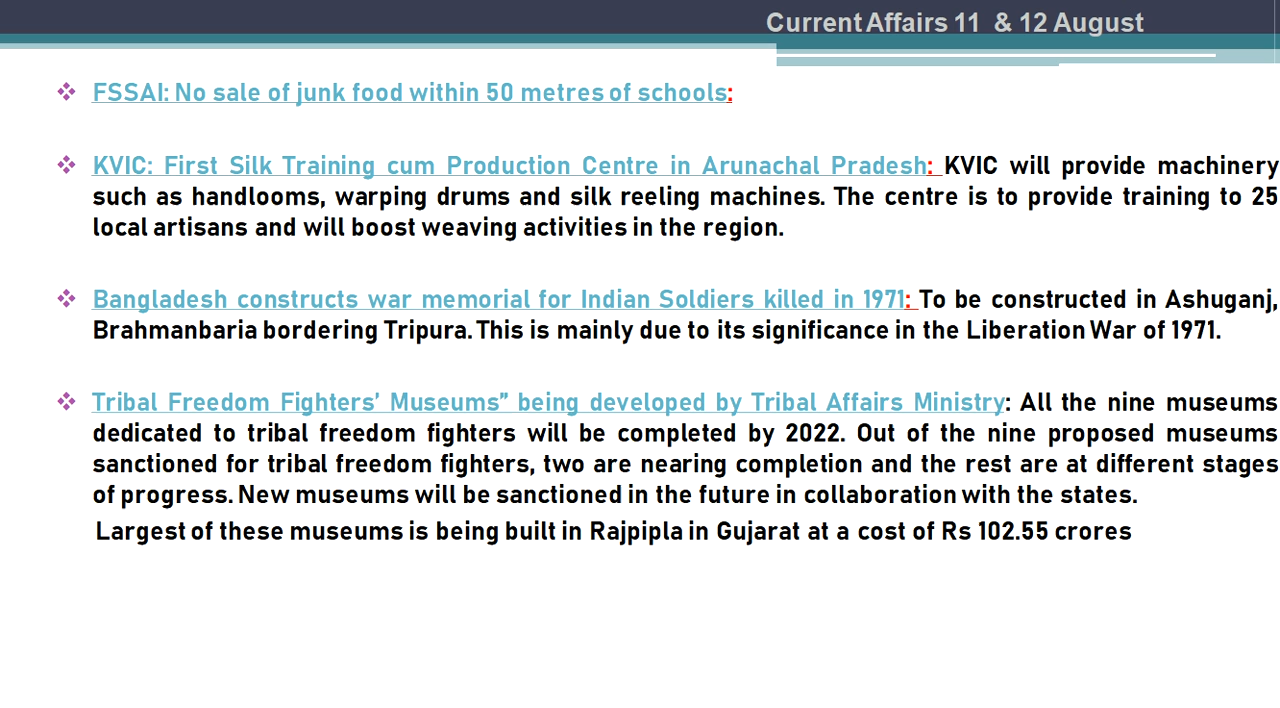 Current Affairs 11 & 12 August
FSSAI: No sale of junk food within 50 metres of schools:
KVIC: First Silk Training cum Production Centre in Arunachal Pradesh: KVIC will provide machinery
such as handlooms, warping drums and silk reeling machines. The centre is to provide training to 25
local artisans and will boost weaving activities in the region.
Bangladesh constructs war memorial for Indian Soldiers killed in 1971: To be constructed in Ashuganj,
Brahmanbaria bordering Tripura. This is mainly due to its significance in the Liberation War of 1971.
Tribal Freedom Fighters’ Museums” being developed by Tribal Affairs Ministry: All the nine museums
dedicated to tribal freedom fighters will be completed by 2022. Out of the nine proposed museums
sanctioned for tribal freedom fighters, two are nearing completion and the rest are at different stages
of progress. New museums will be sanctioned in the future in collaboration with the states.
Largest of these museums is being built in Rajpipla in Gujarat at a cost of Rs 102.55 crores